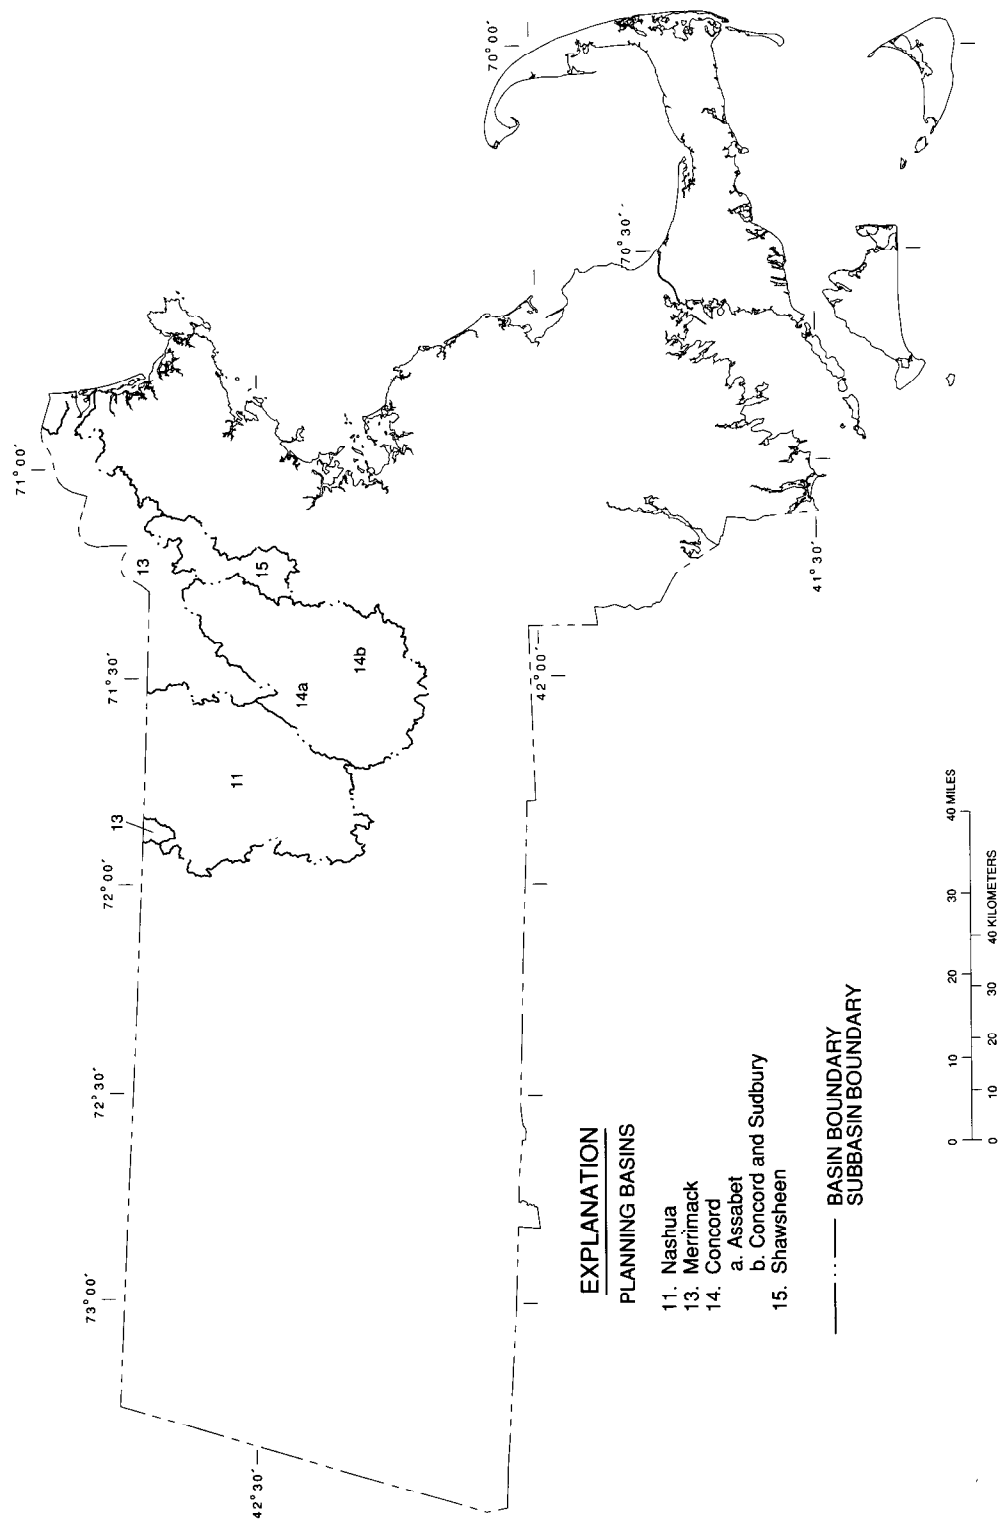 71°00′
70°00′
70°30′
71°30′
72°00′
72°30′
73°00′
42°30′
42°00′
41°30′
13
13
15
11
14a
14b
EXPLANATION
PLANNING BASINS
11. Nashua
13. Merrimack
14. Concord
a. Assabet
b. Concord and Sudbury
15. Shawsheen
BASIN BOUNDARY
SUBBASIN BOUNDARY
0 10 20 30 40 MILES
0 10 20 30 40 KILOMETERS